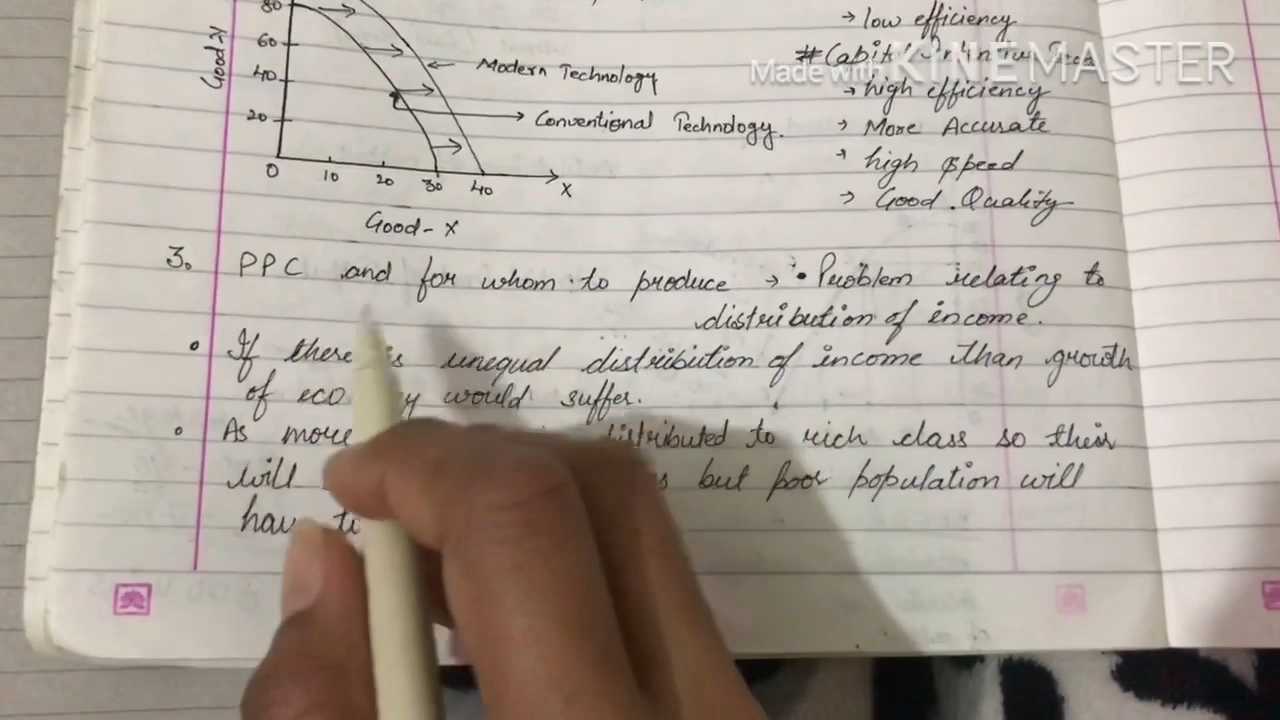 80
60
40
20
Good-Y
0 10 20 30 40 X
Good-X
Modern Technology
Conventional Technology.
→ low efficiency
→ high efficiency
→ More Accurate
→ high speed
→ Good Quality
Made with KINEMASTER
3. PPC and for whom to produce → • Problem relating to
distribution of income.
• If there is unequal distribution of income than growth
of eco y would suffer.
• As more distributed to rich class so their
will but poor population will
hav